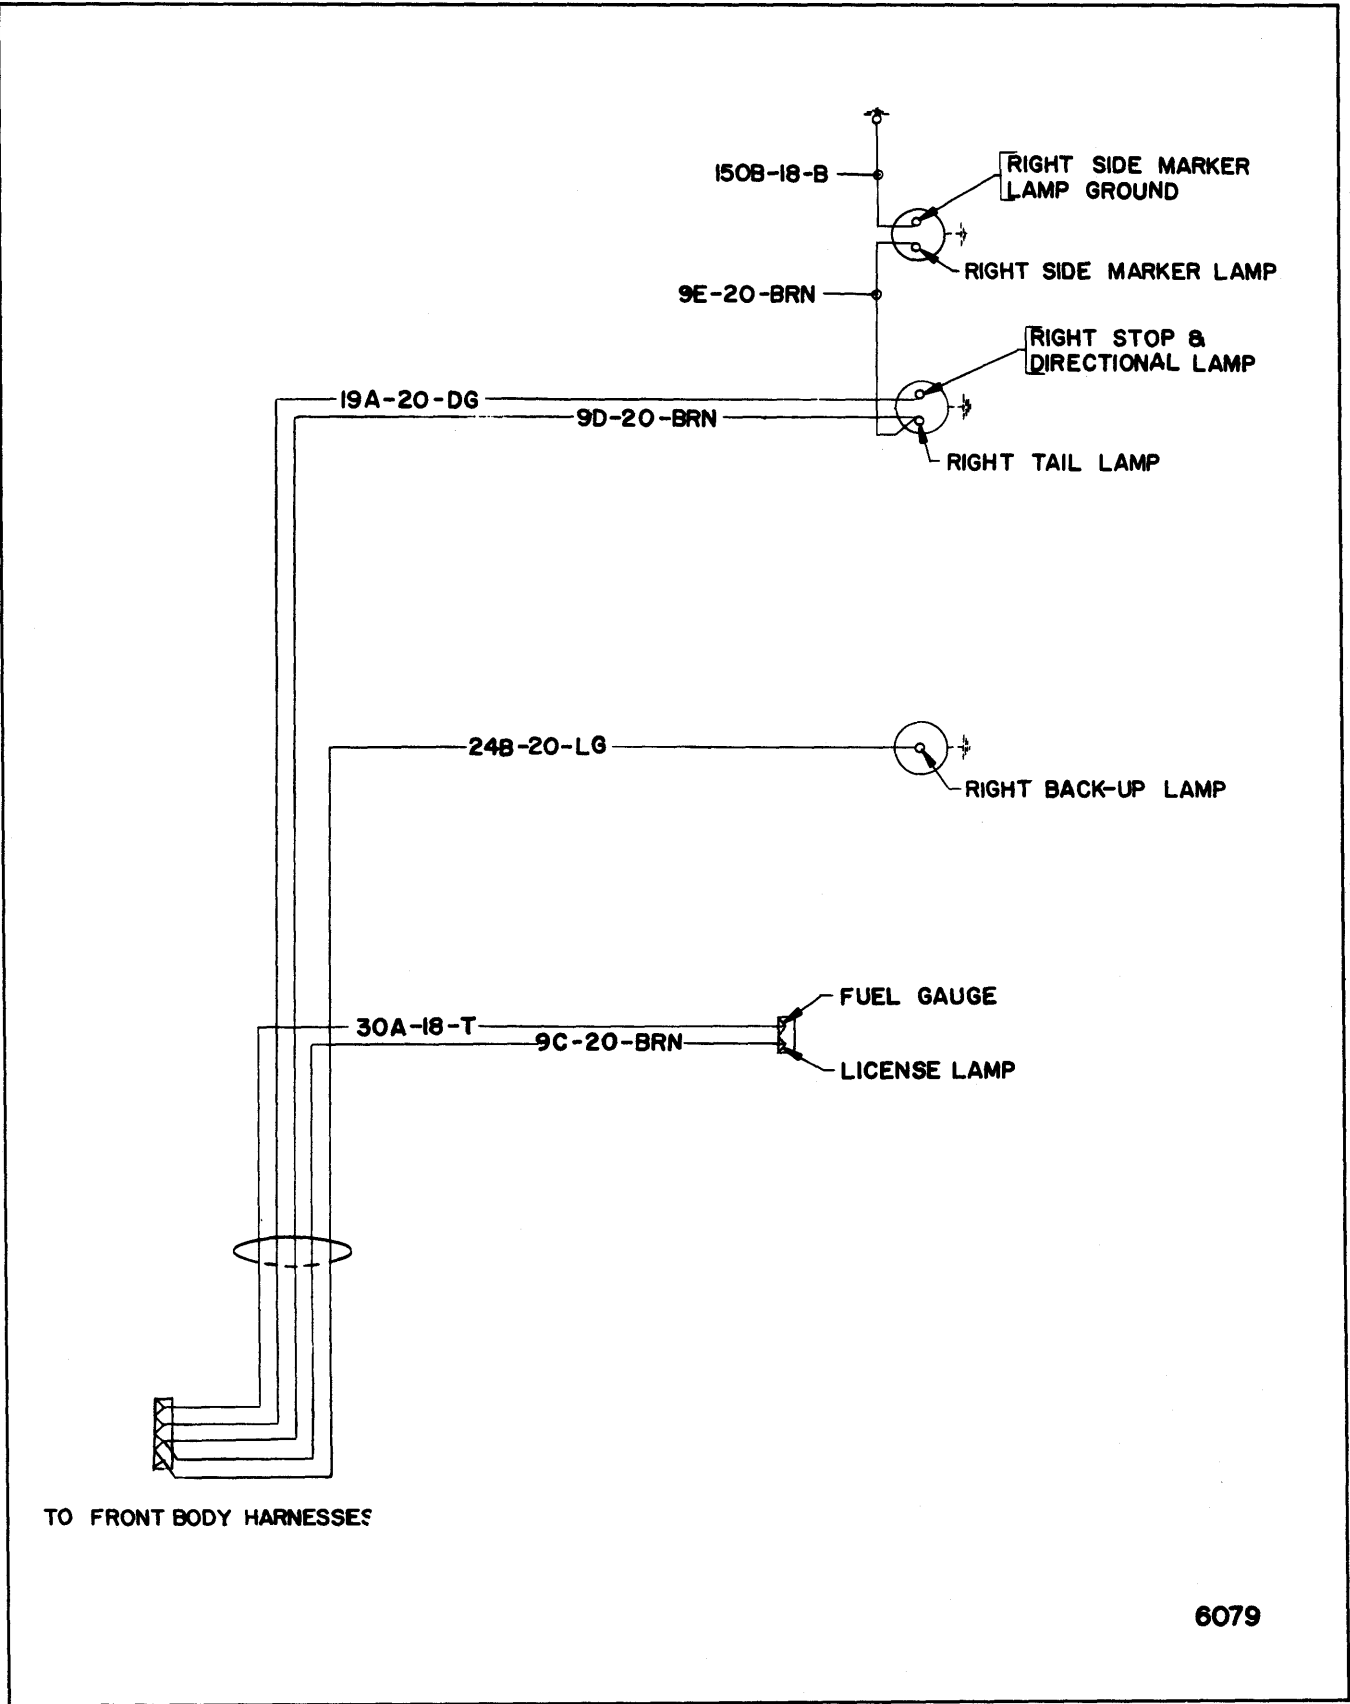 150B-18-B
RIGHT SIDE MARKER
LAMP GROUND
RIGHT SIDE MARKER LAMP
9E-20-BRN
RIGHT STOP &
DIRECTIONAL LAMP
19A-20-DG
9D-20-BRN
RIGHT TAIL LAMP
24B-20-LG
RIGHT BACK-UP LAMP
FUEL GAUGE
30A-18-T
9C-20-BRN
LICENSE LAMP
TO FRONT BODY HARNESSES
6079